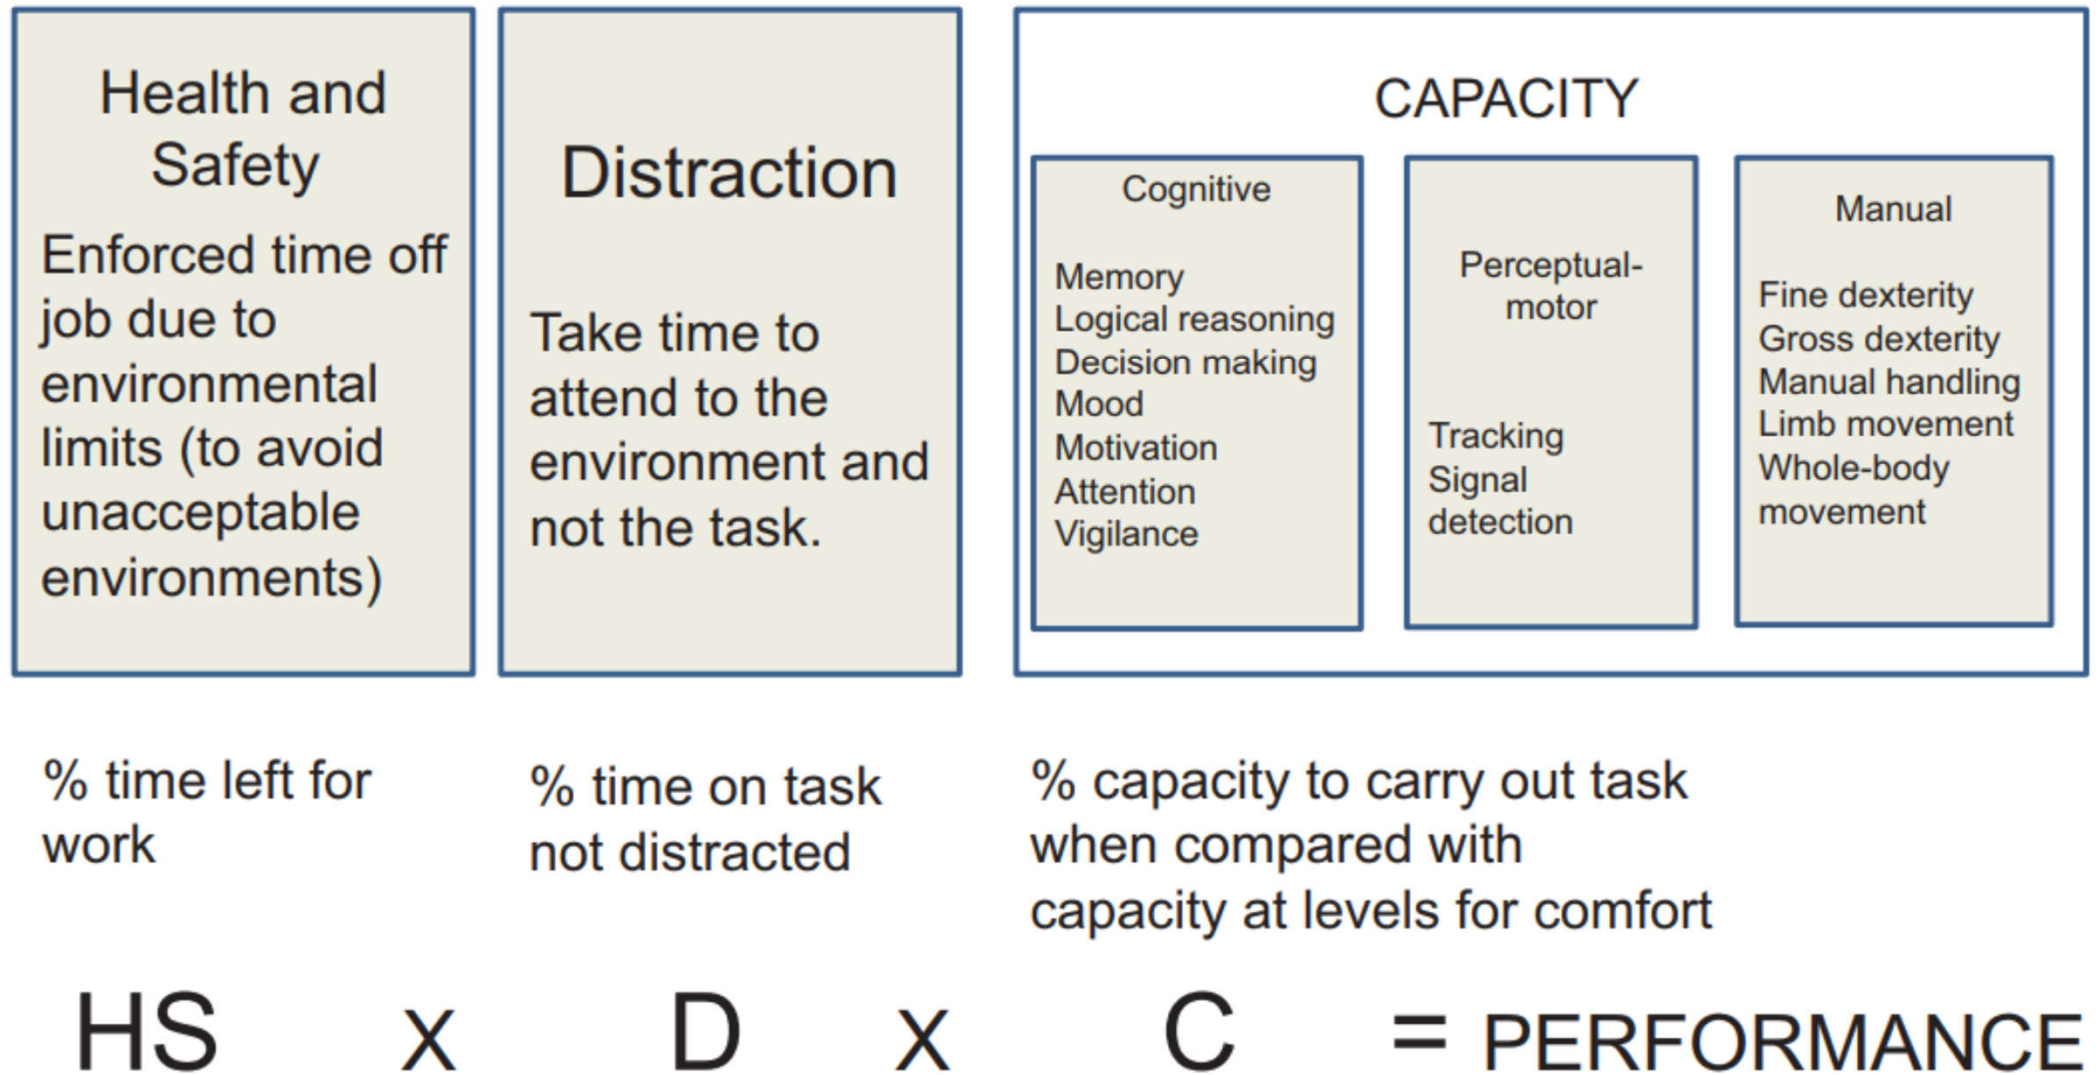 Health and
Safety
Enforced time off
job due to
environmental
limits (to avoid
unacceptable
environments)
Distraction
Take time to
attend to the
environment and
not the task.
CAPACITY
Cognitive
Memory
Logical reasoning
Decision making
Mood
Motivation
Attention
Vigilance
Perceptual-
motor
Tracking
Signal
detection
Manual
Fine dexterity
Gross dexterity
Manual handling
Limb movement
Whole-body
movement
% time left for
work
% time on task
not distracted
% capacity to carry out task
when compared with
capacity at levels for comfort
HS x D x C = PERFORMANCE